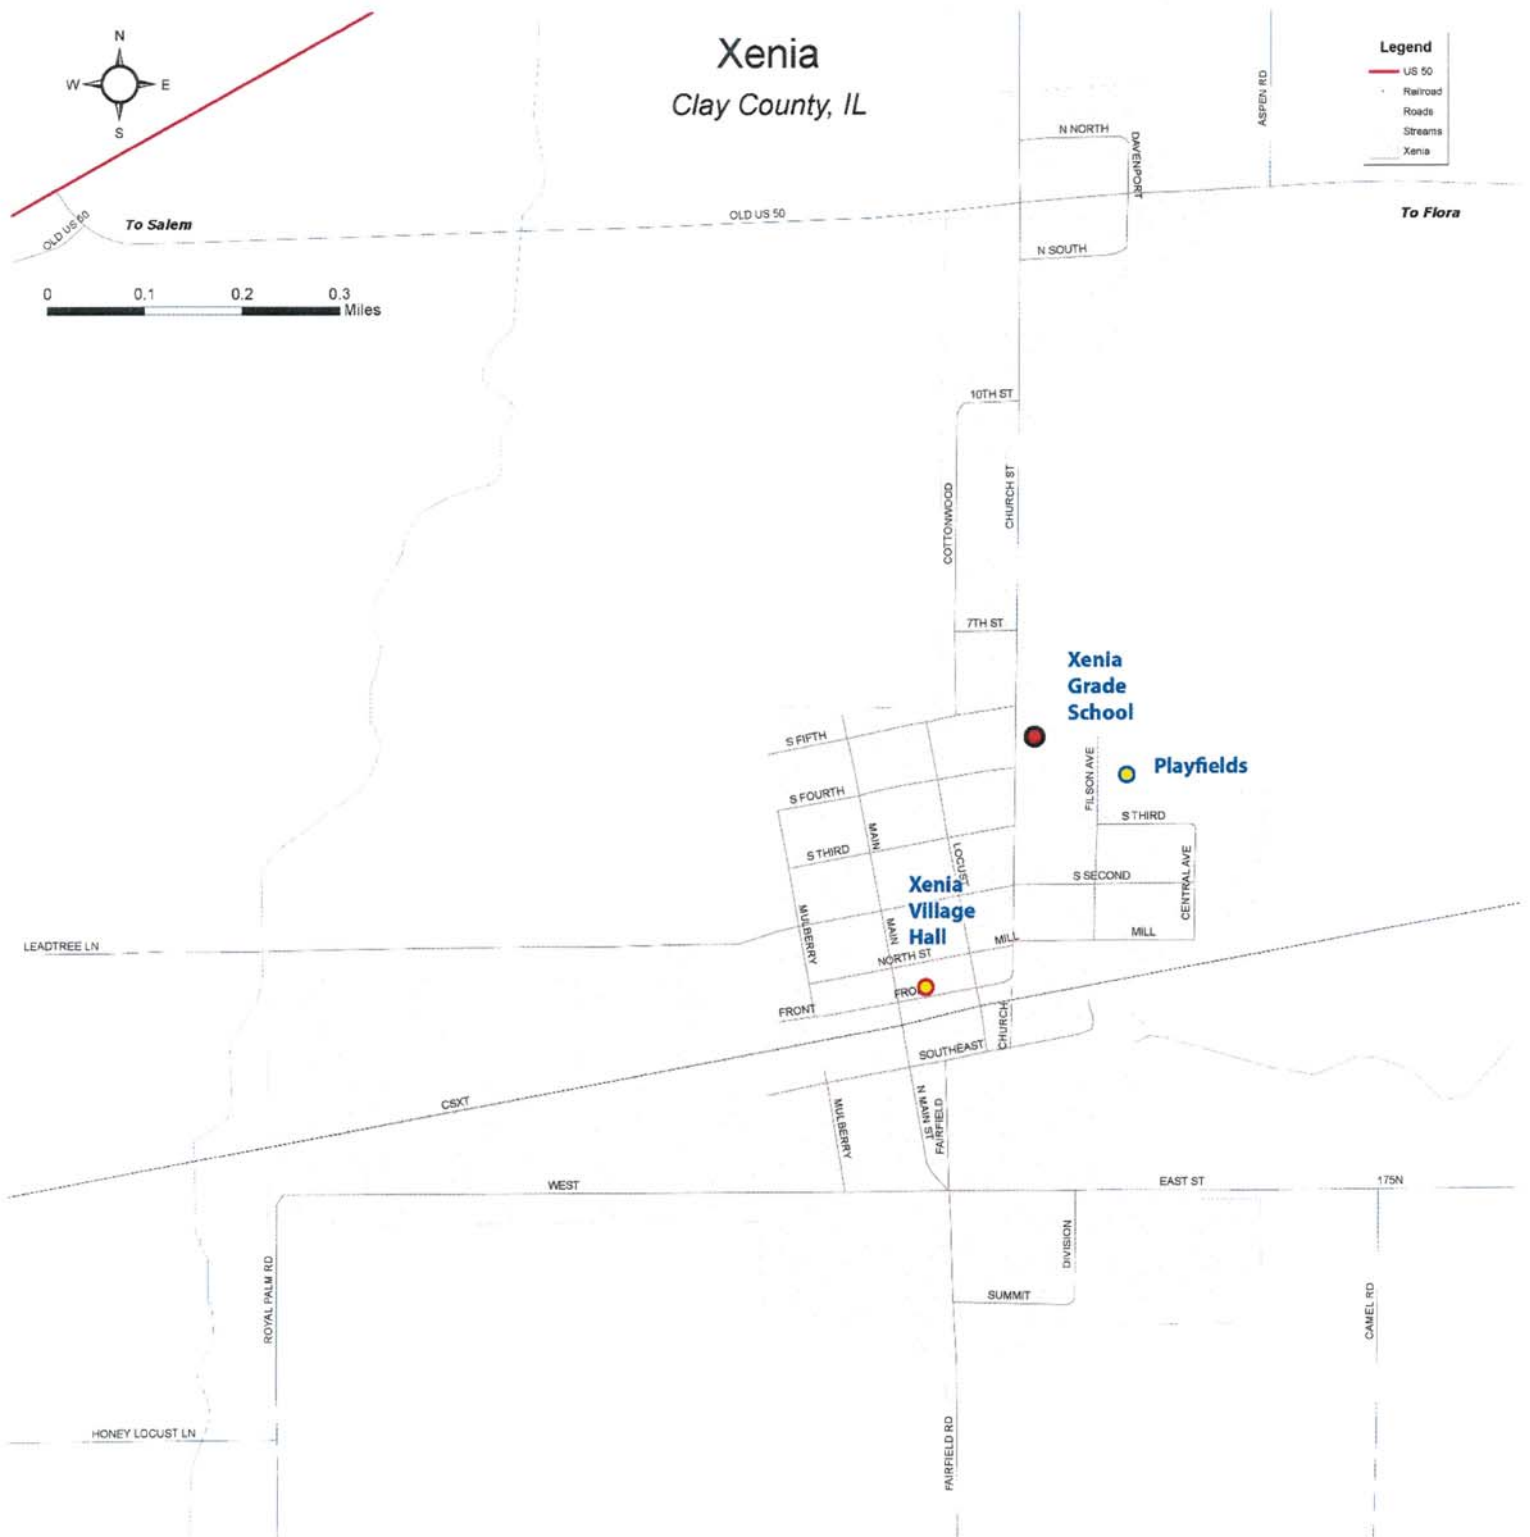 Xenia
Clay County, IL
N
W
E
S
Legend
US 50
Railroad
Roads
Streams
Xenia
ASPEN RD
N NORTH
DAVENPORT
OLD US 50
To Salem
OLD US 50
To Flora
N SOUTH
0 0.1 0.2 0.3
Miles
10TH ST
COTTONWOOD
CHURCH ST
7TH ST
Xenia
Grade
School
S FIFTH
FILSON AVE
Playfields
S FOURTH
S THIRD
MAIN
S THIRD
LOCUST
CENTRAL AVE
S SECOND
Xenia
Village
Hall
MULBERRY
MAIN
LEADTREE LN
MILL
MILL
NORTH ST
FRO
FRONT
CHURCH
SOUTHEAST
CSXT
MULBERRY
N MAIN ST
FAIRFIELD
WEST
EAST ST
175N
DIVISION
ROYAL PALM RD
SUMMIT
CAMEL RD
HONEY LOCUST LN
FAIRFIELD RD